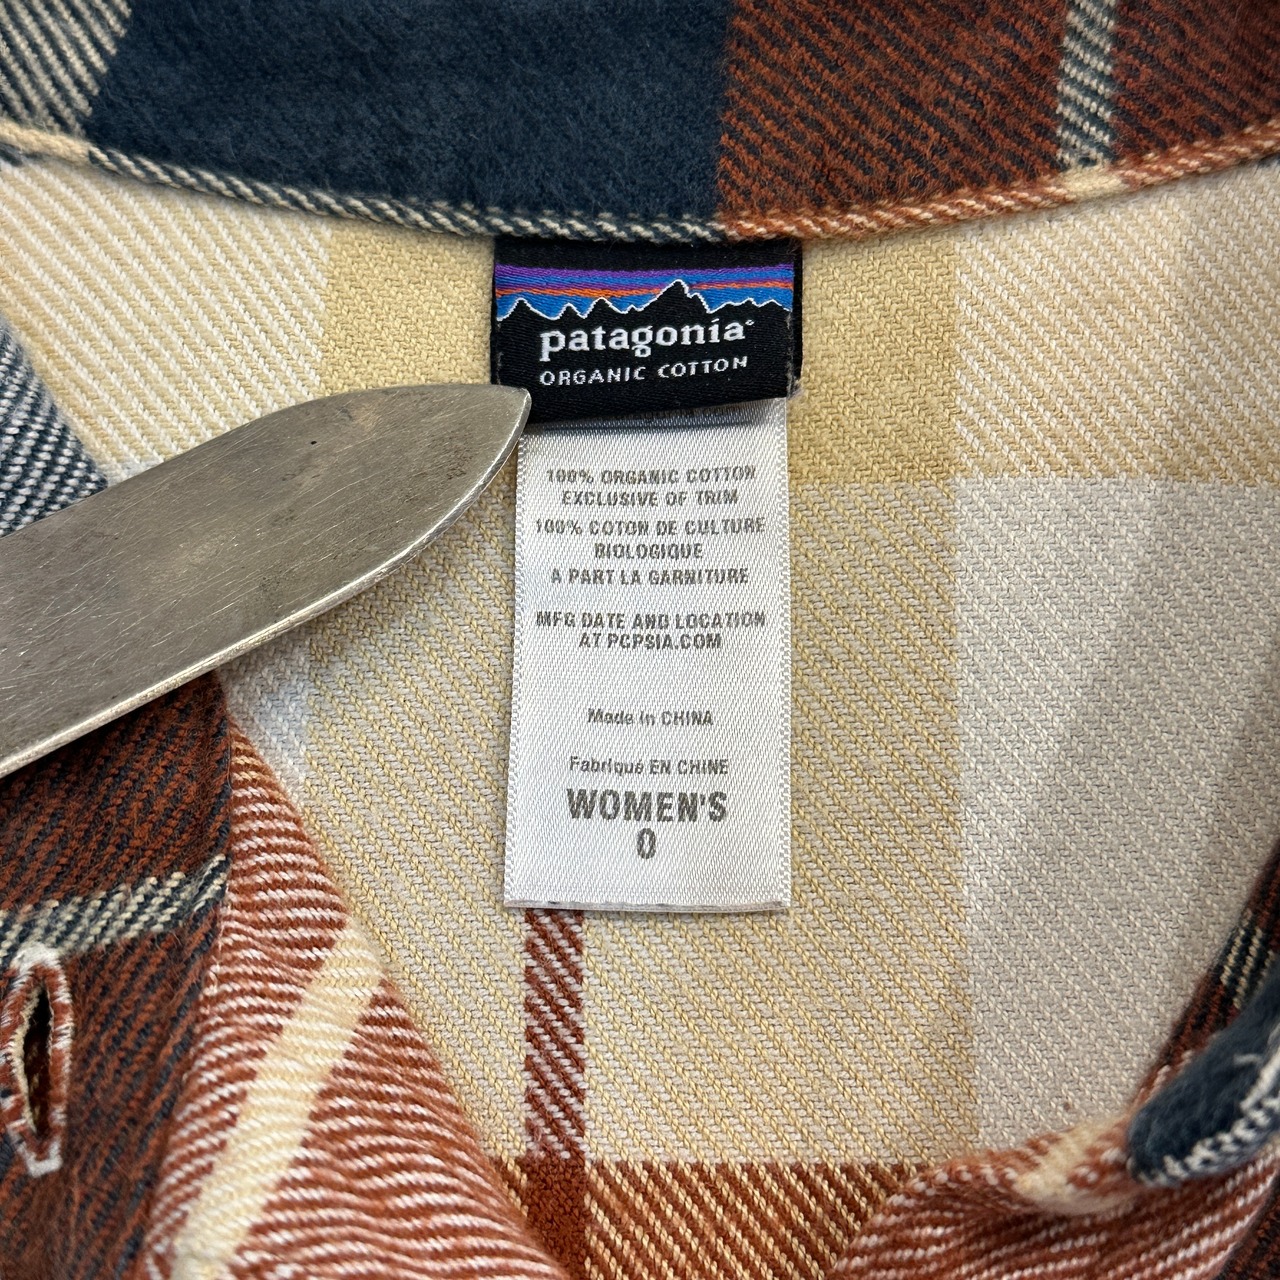 patagonia®
ORGANIC COTTON
100% ORGANIC COTTON
EXCLUSIVE OF TRIM
100% COTON DE CULTURE
BIOLOGIQUE
A PART LA GARNITURE
MFG DATE AND LOCATION
AT PCPSIA.COM
Made in CHINA
Fabriqué EN CHINE
WOMEN'S
0